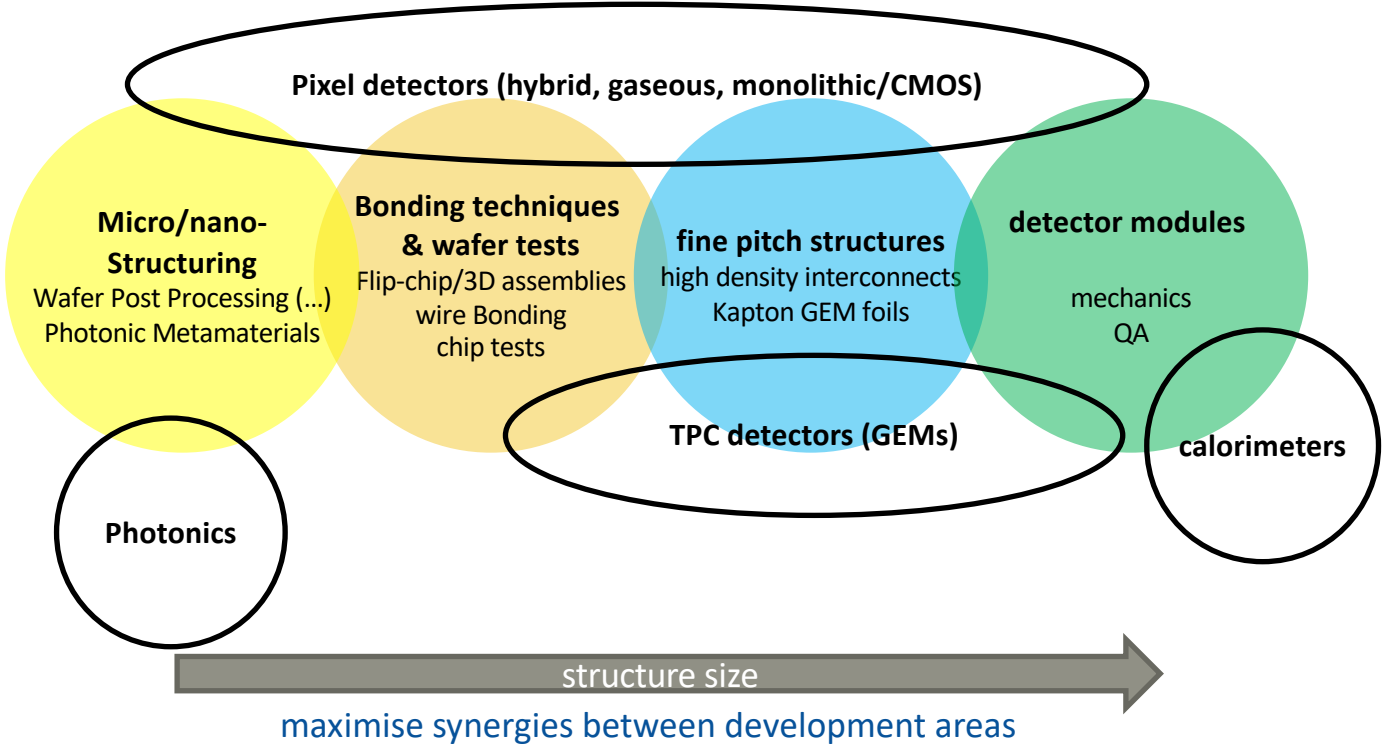 Pixel detectors (hybrid, gaseous, monolithic/CMOS)
Micro/nano-
Structuring
Wafer Post Processing (...)
Photonic Metamaterials
Bonding techniques
& wafer tests
Flip-chip/3D assemblies
wire Bonding
chip tests
fine pitch structures
high density interconnects
Kapton GEM foils
detector modules
mechanics
QA
TPC detectors (GEMs)
calorimeters
Photonics
structure size
maximise synergies between development areas